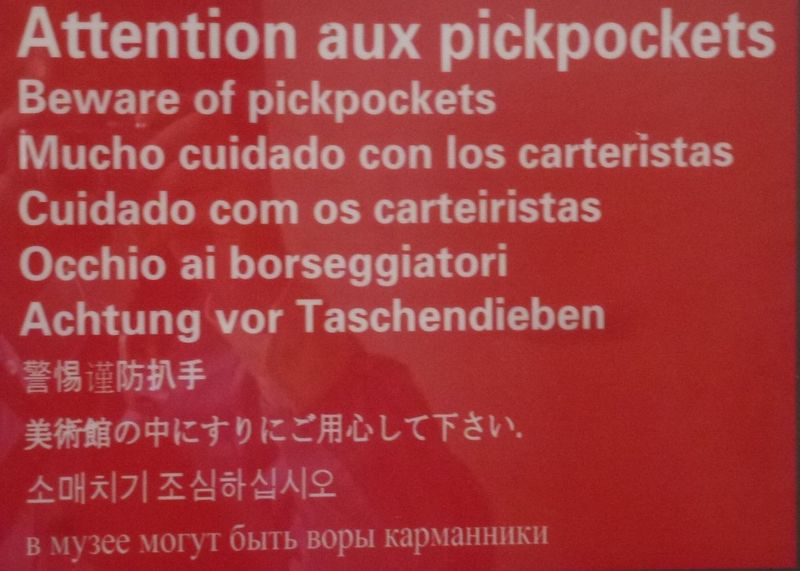 Attention aux pickpockets
Beware of pickpockets
Mucho cuidado con los carteristas
Cuidado com os carteiristas
Occhio ai borseggiatori
Achtung vor Taschendieben
警惕谨防扒手
美術館の中にすりにご用心して下さい.
소매치기 조심하십시오
в музее могут быть воры карманники